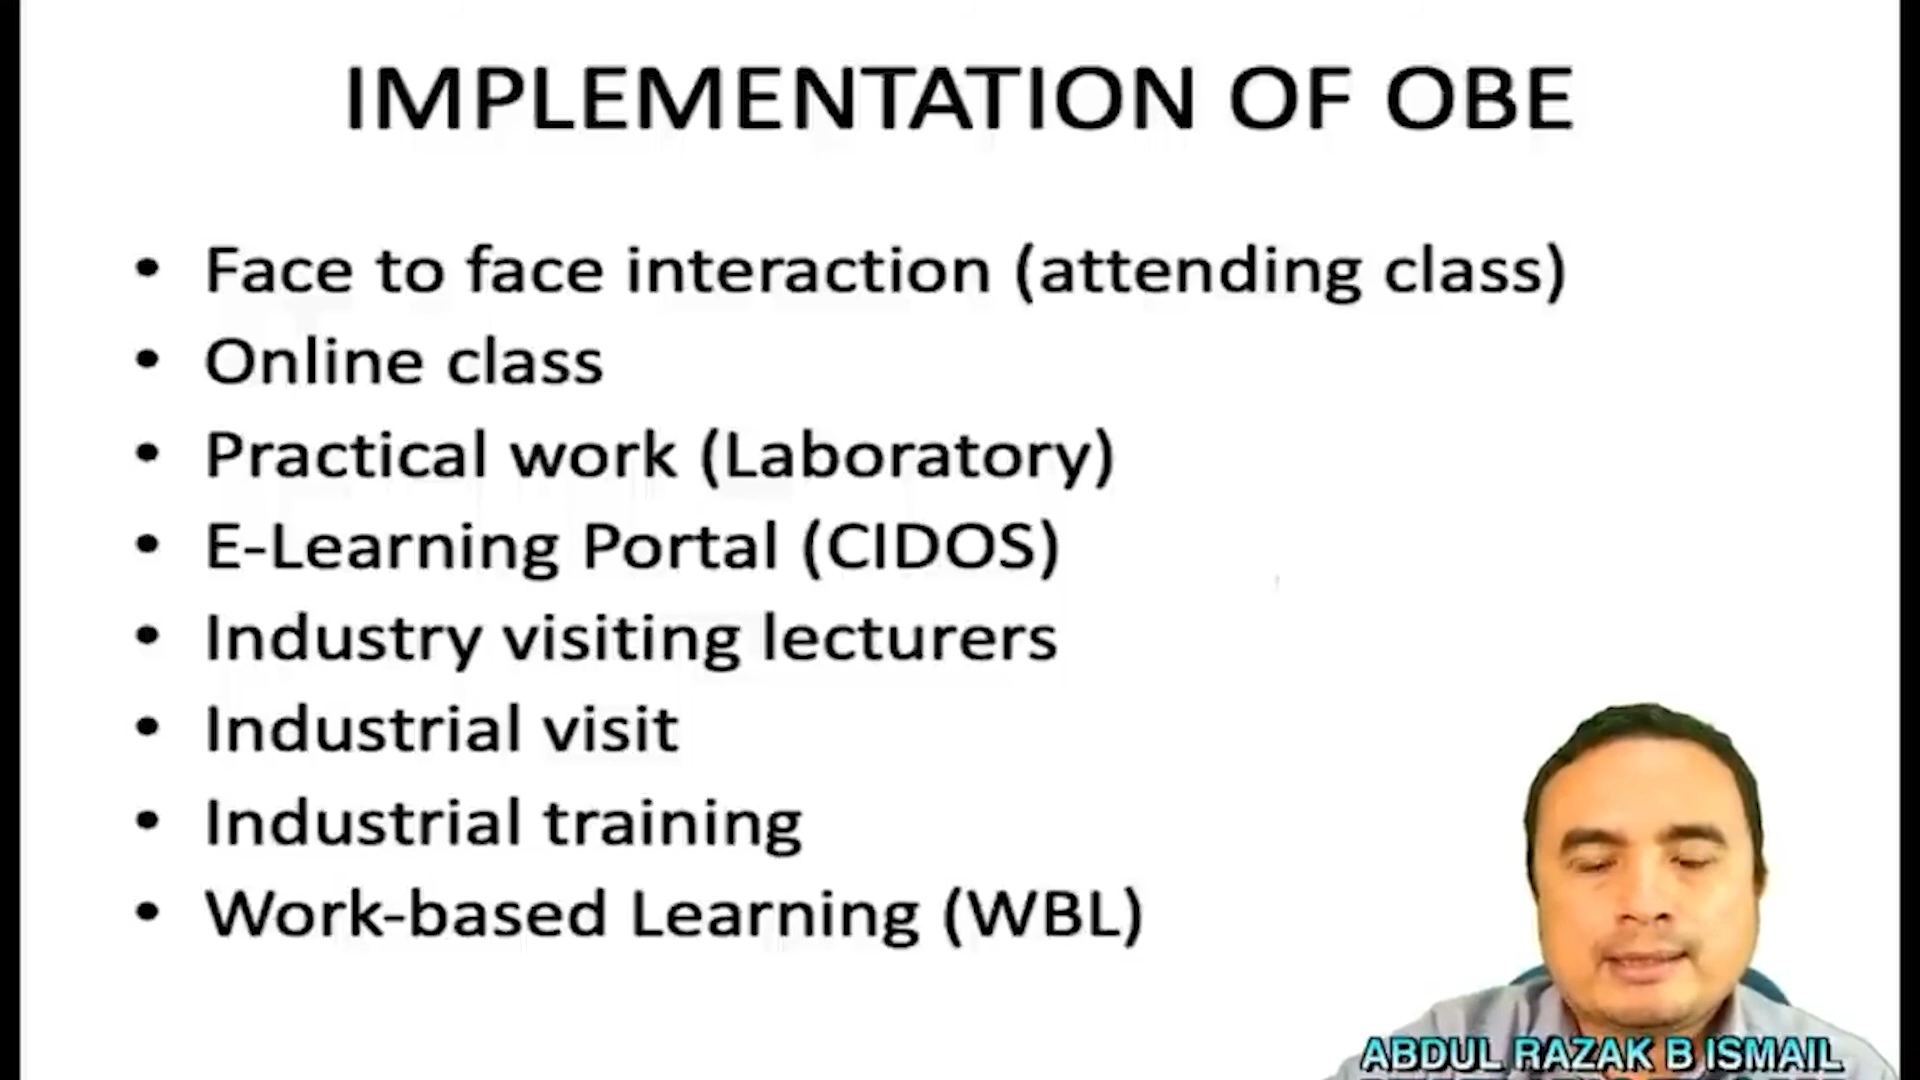 IMPLEMENTATION OF OBE
• Face to face interaction (attending class)
• Online class
• Practical work (Laboratory)
• E-Learning Portal (CIDOS)
• Industry visiting lecturers
• Industrial visit
• Industrial training
• Work-based Learning (WBL)
ABDUL RAZAK B ISMAIL